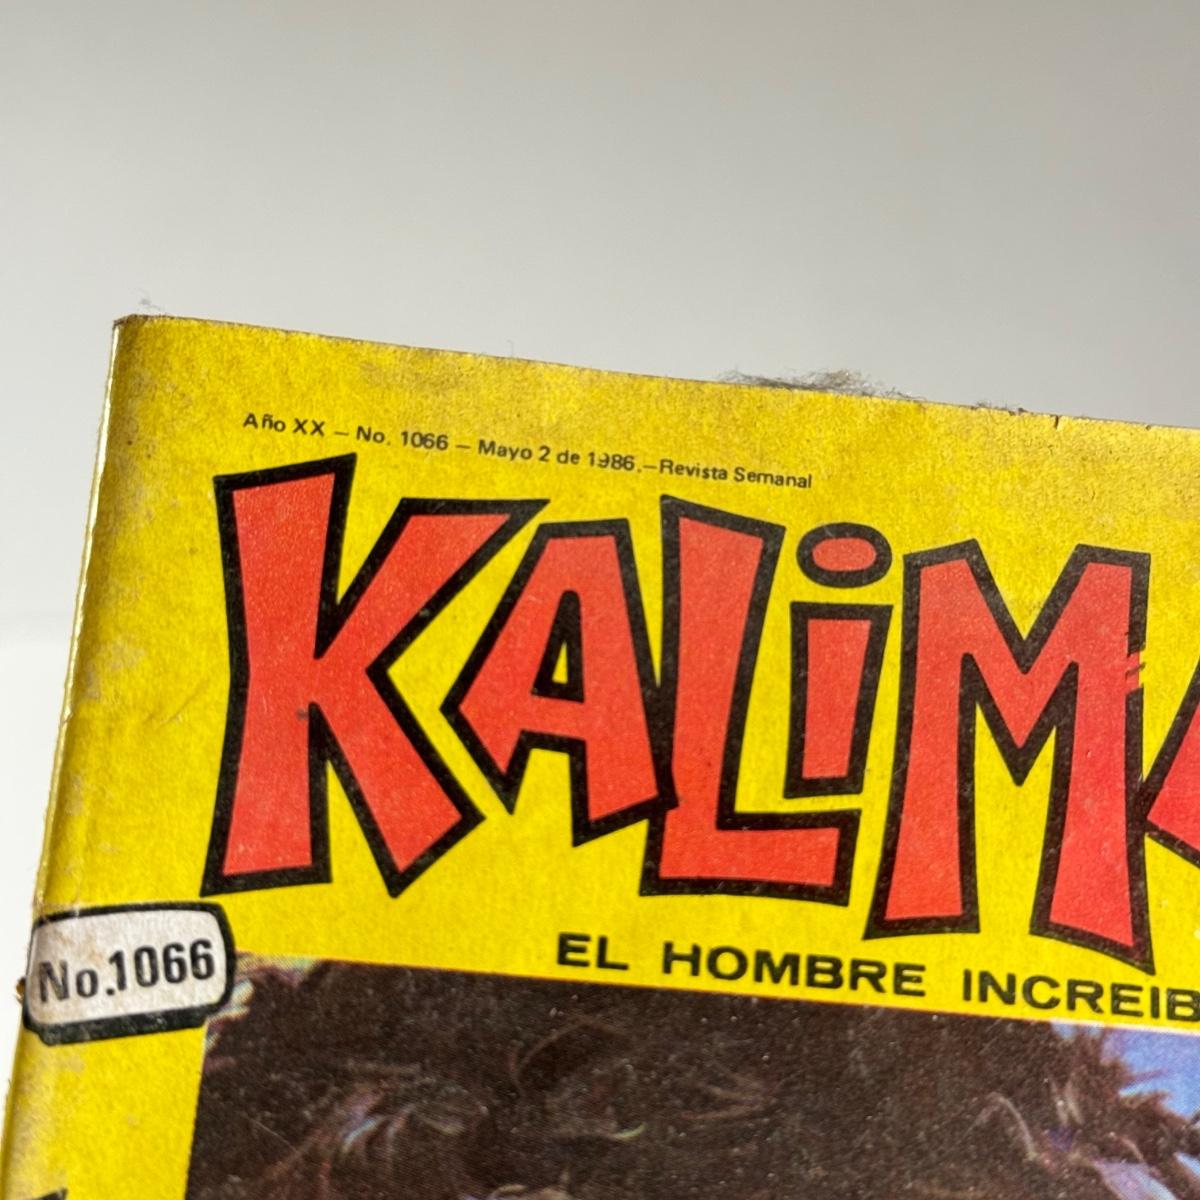 Año XX – No. 1066 – Mayo 2 de 1986.–Revista Semanal
KALiM
No.1066
EL HOMBRE INCREIB